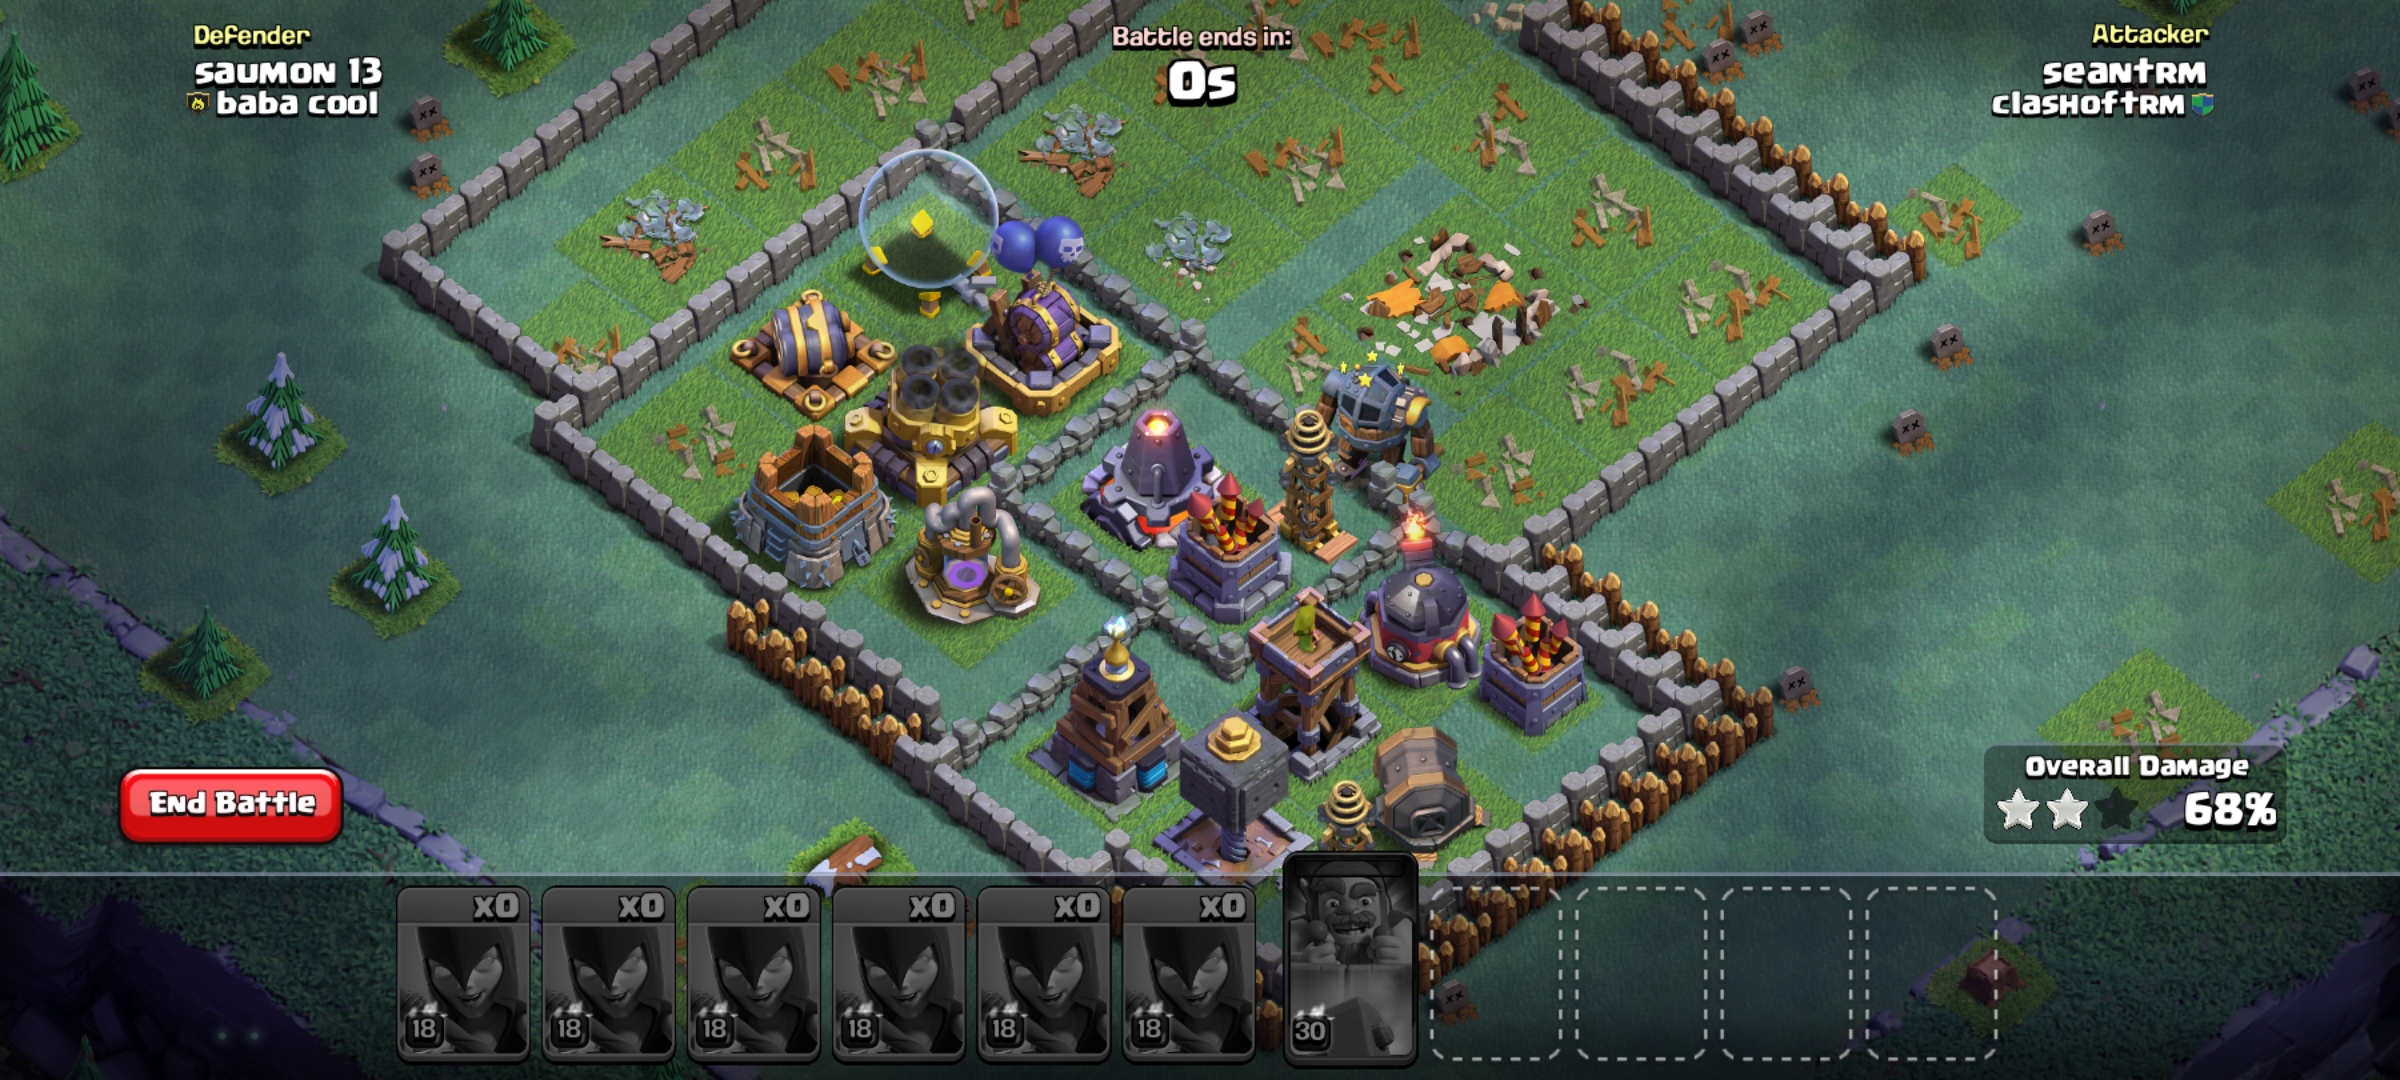 Defender
saumon 13
baba cool
Battle ends in:
0s
Attacker
seantrm
clashoftrm
End Battle
Overall Damage
68%
x0
x0
x0
x0
x0
x0
18
18
18
18
18
18
30